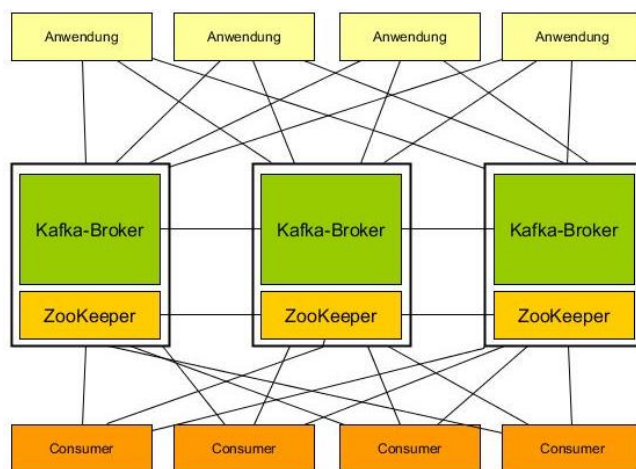 Anwendung
Anwendung
Anwendung
Anwendung
Kafka-Broker
Kafka-Broker
Kafka-Broker
ZooKeeper
ZooKeeper
ZooKeeper
Consumer
Consumer
Consumer
Consumer